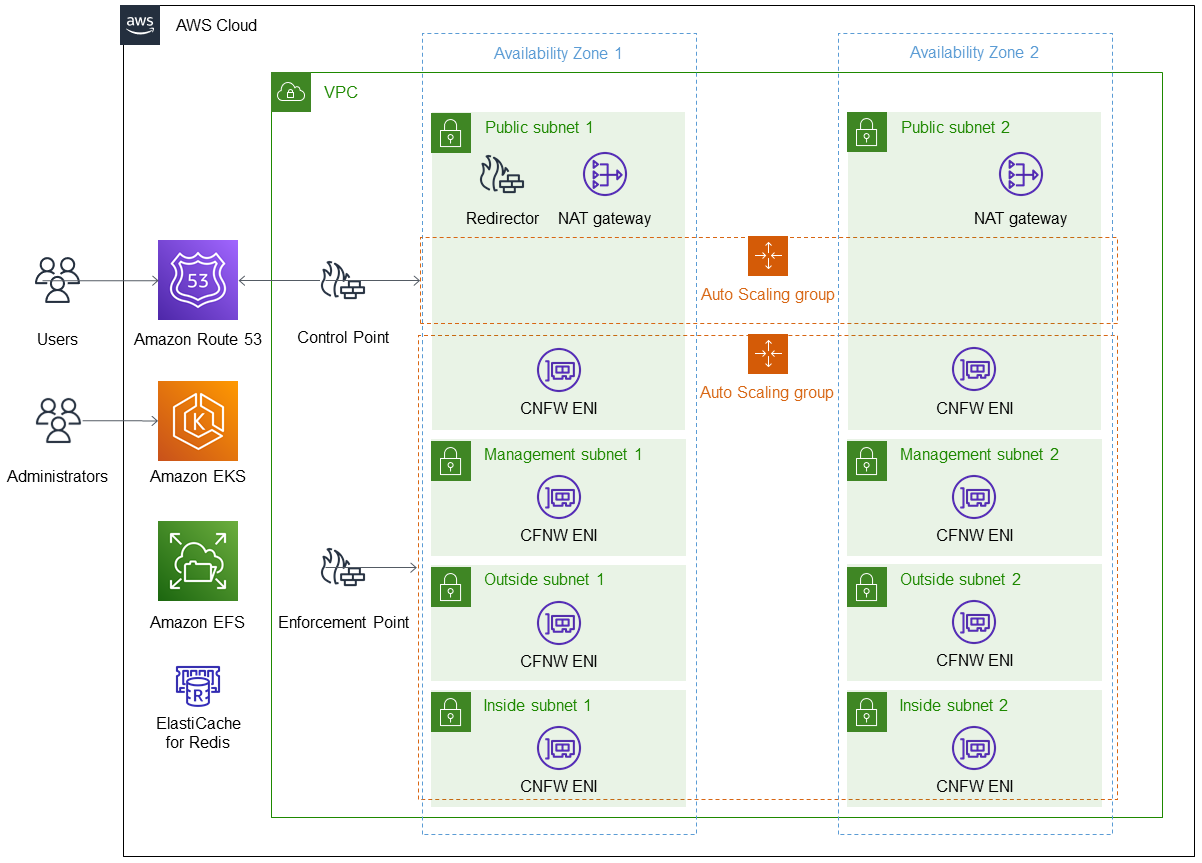 aws
AWS Cloud
Availability Zone 1
Availability Zone 2
VPC
Public subnet 1
Public subnet 2
Redirector
NAT gateway
NAT gateway
53
Auto Scaling group
Users
Amazon Route 53
Control Point
Auto Scaling group
CNFW ENI
CNFW ENI
K
Administrators
Amazon EKS
Management subnet 1
Management subnet 2
CFNW ENI
CFNW ENI
Outside subnet 1
Outside subnet 2
Amazon EFS
Enforcement Point
CFNW ENI
CFNW ENI
R
ElastiCache
for Redis
Inside subnet 1
Inside subnet 2
CNFW ENI
CNFW ENI